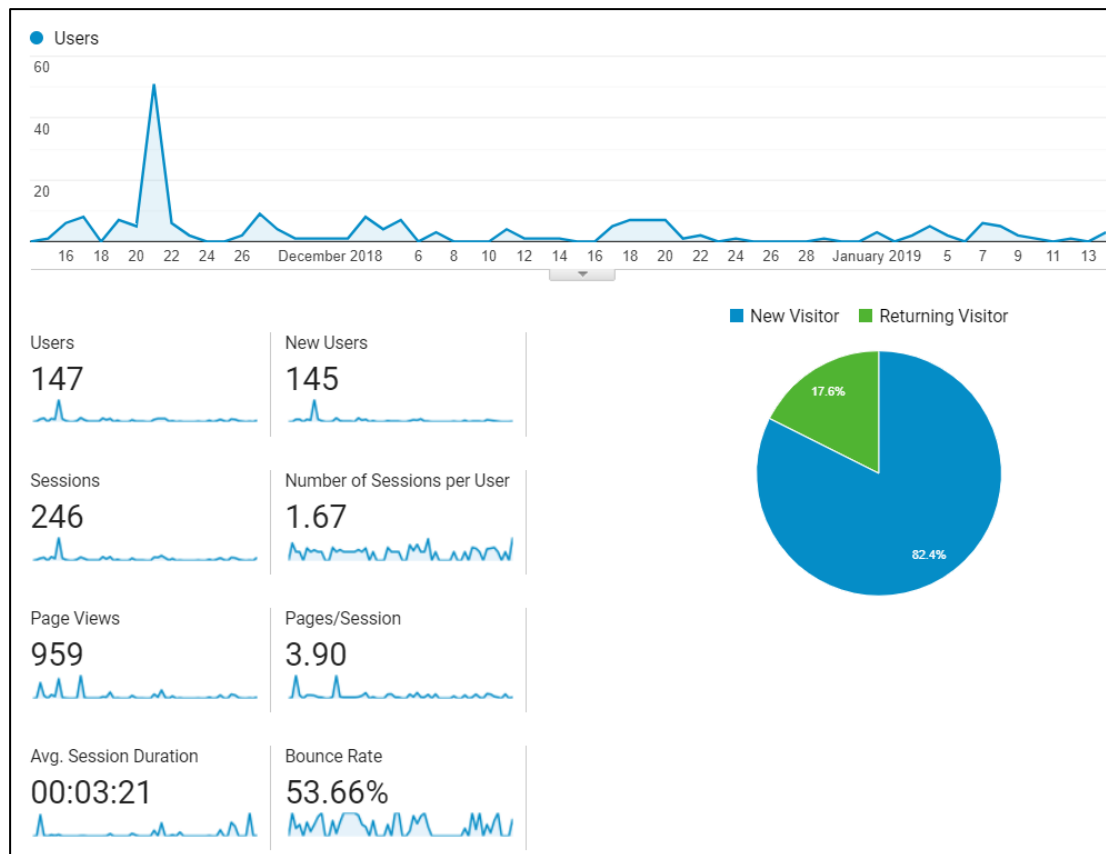 Users
60
40
20
16 18 20 22 24 26 December 2018 6 8 10 12 14 16 18 20 22 24 26 28 January 2019 5 7 9 11 13
New Visitor Returning Visitor
Users New Users
147 145
17.6%
Sessions Number of Sessions per User
246 1.67
82.4%
Page Views Pages/Session
959 3.90
Avg. Session Duration Bounce Rate
00:03:21 53.66%